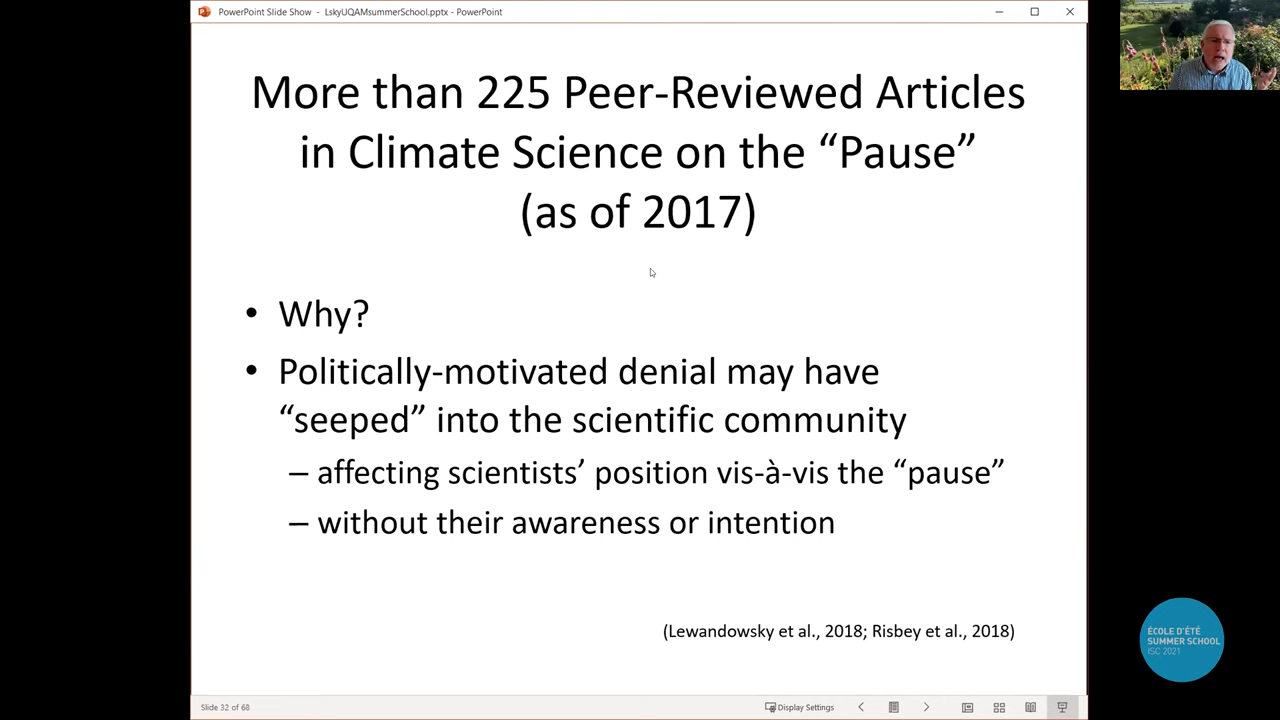 PowerPoint Slide Show - LskyUQAMsummerSchool.pptx - PowerPoint
More than 225 Peer-Reviewed Articles
in Climate Science on the “Pause”
(as of 2017)
• Why?
• Politically-motivated denial may have
“seeped” into the scientific community
– affecting scientists’ position vis-à-vis the “pause”
– without their awareness or intention
(Lewandowsky et al., 2018; Risbey et al., 2018)
ÉCOLE D'ÉTÉ
SUMMER SCHOOL
ISC 2021
Slide 32 of 68
Display Settings